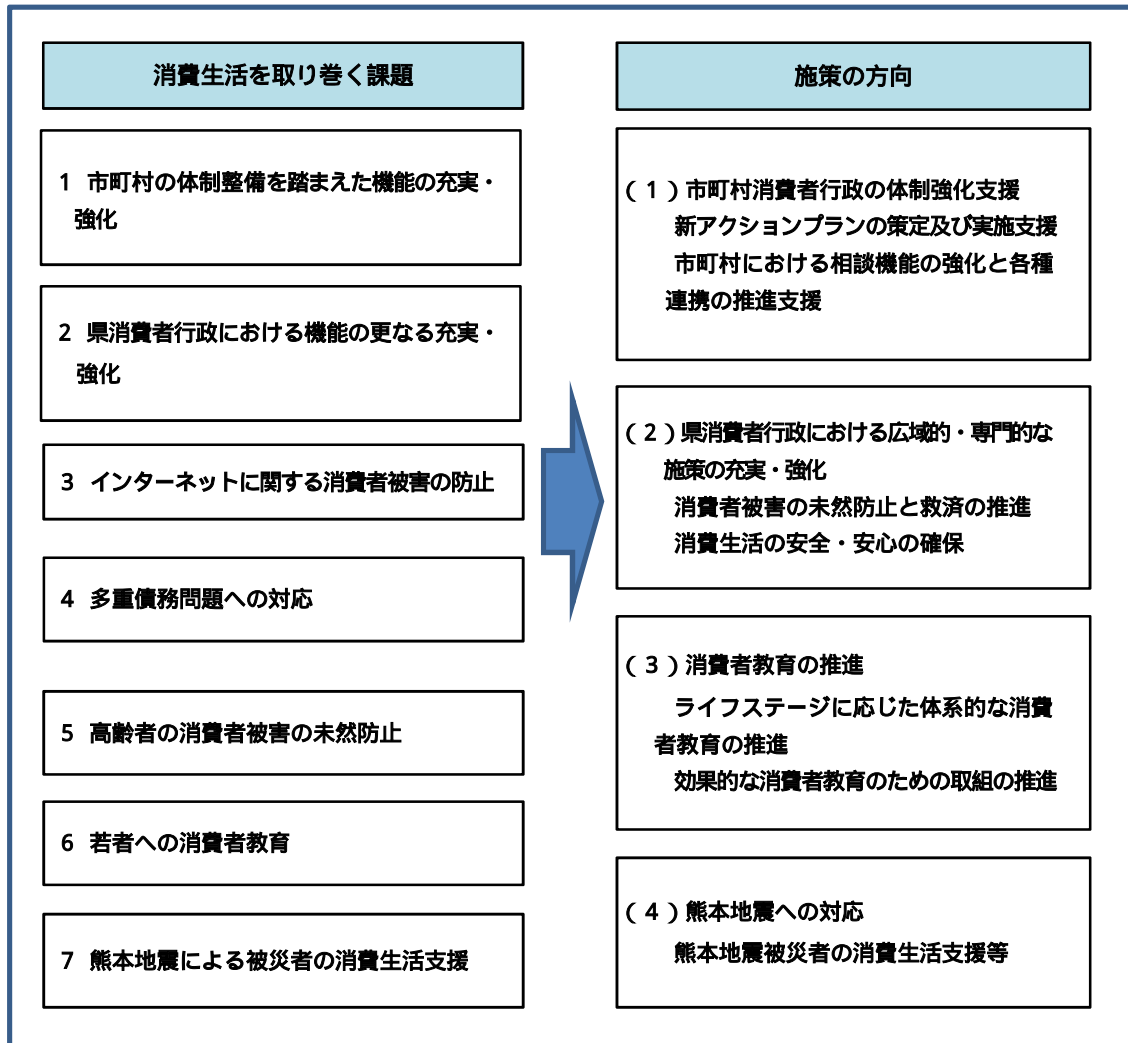 消費生活を取り巻く課題
1 市町村の体制整備を踏まえた機能の充実・
強化
2 県消費者行政における機能の更なる充実・
強化
3 インターネットに関する消費者被害の防止
4 多重債務問題への対応
5 高齢者の消費者被害の未然防止
6 若者への消費者教育
7 熊本地震による被災者の消費生活支援
施策の方向
(1)市町村消費者行政の体制強化支援
新アクションプランの策定及び実施支援
市町村における相談機能の強化と各種
連携の推進支援
(2)県消費者行政における広域的・専門的な
施策の充実・強化
消費者被害の未然防止と救済の推進
消費生活の安全・安心の確保
(3)消費者教育の推進
ライフステージに応じた体系的な消費
者教育の推進
効果的な消費者教育のための取組の推進
(4)熊本地震への対応
熊本地震被災者の消費生活支援等